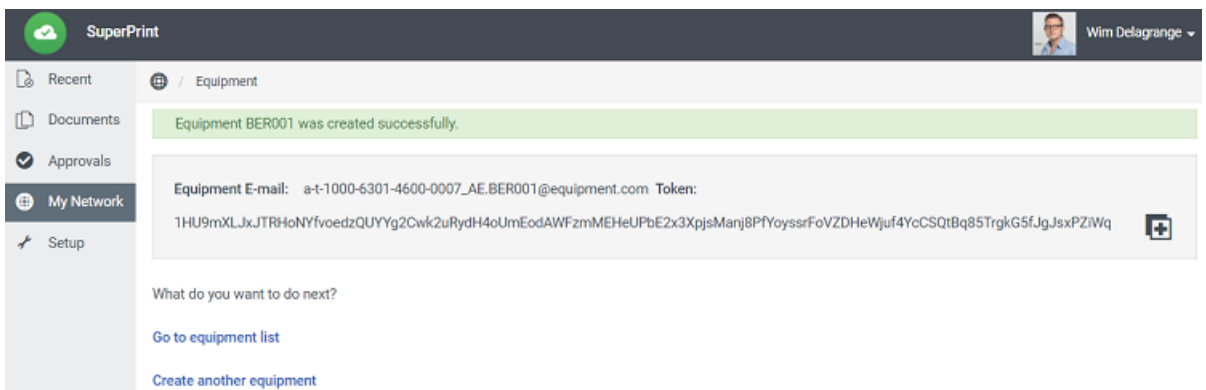 SuperPrint
Wim Delagrange
Recent
/ Equipment
Documents
Equipment BER001 was created successfully.
Approvals
My Network
Equipment E-mail: a-t-1000-6301-4600-0007_AE.BER001@equipment.com Token:
1HU9mXLJxJTRHoNYfvoedzQUYYg2Cwk2uRydH4oUmEodAWFzmMEHeUPbE2x3XpjsManj8PfYoyssrFoVZDHeWjuf4YcCSQtBq85TrgkG5fJgJsxPZiWq
Setup
What do you want to do next?
Go to equipment list
Create another equipment